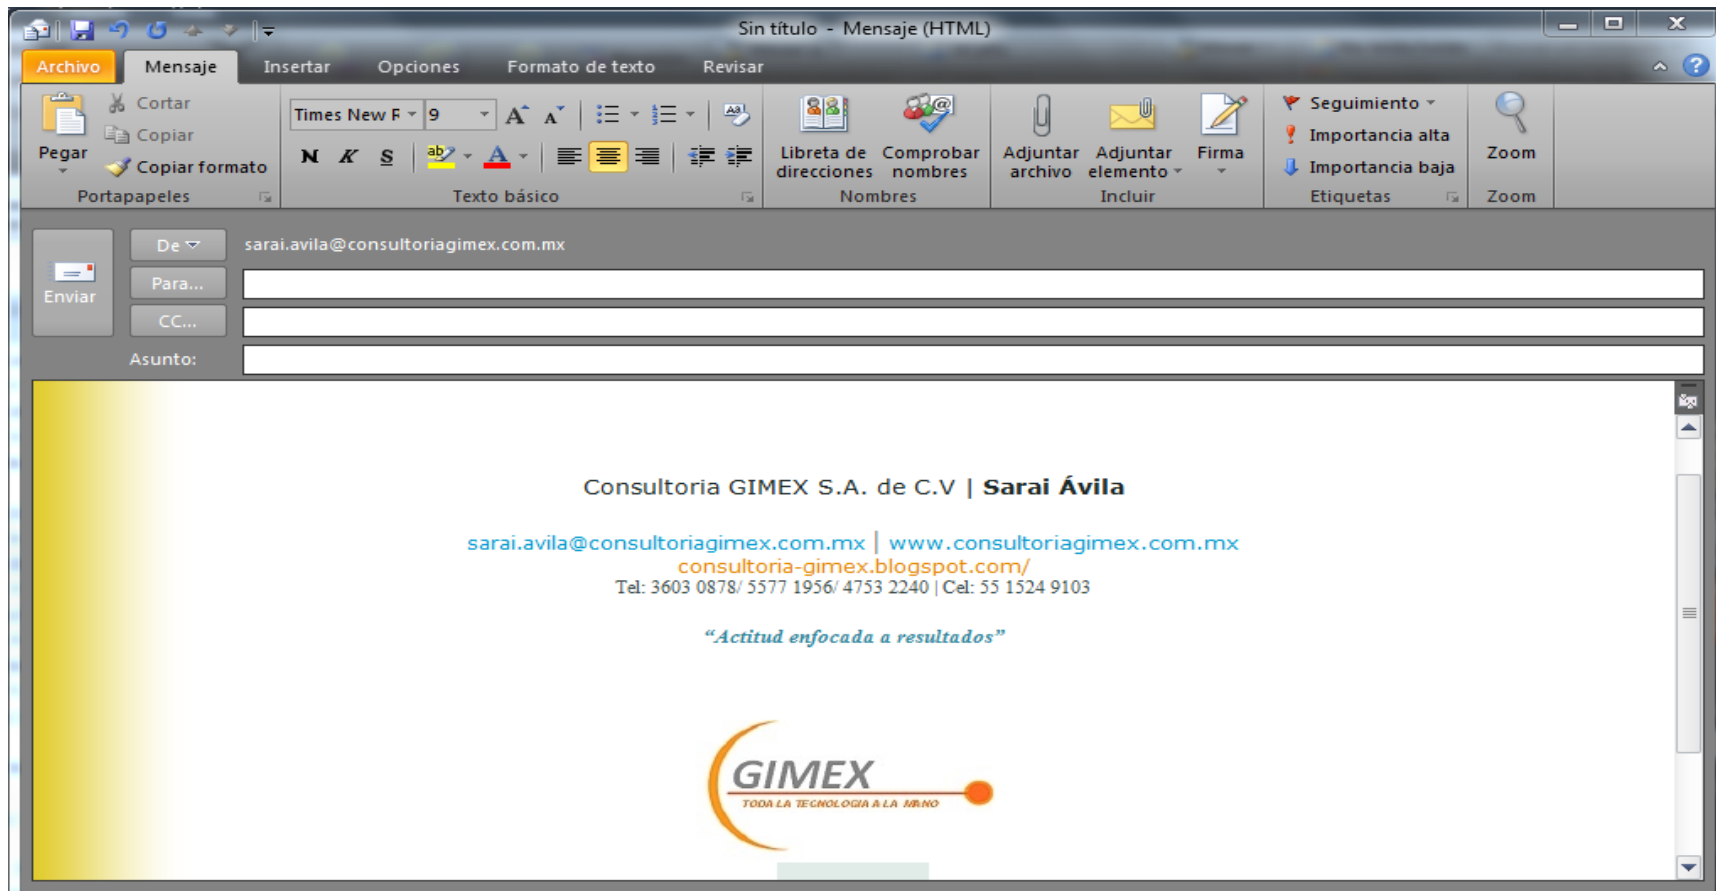 Sin título - Mensaje (HTML)
Archivo Mensaje Insertar Opciones Formato de texto Revisar
Pegar
Cortar
Copiar
Copiar formato
Portapapeles
Times New R 9
N K S
Texto básico
Libreta de direcciones
Comprobar nombres
Nombres
Adjuntar archivo
Adjuntar elemento
Firma
Incluir
Seguimiento
Importancia alta
Importancia baja
Etiquetas
Zoom
Zoom
Enviar
De sarai.avila@consultoriagimex.com.mx
Para...
CC...
Asunto:
Consultoria GIMEX S.A. de C.V | Sarai Ávila
sarai.avila@consultoriagimex.com.mx | www.consultoriagimex.com.mx
consultoria-gimex.blogspot.com/
Tel: 3603 0878/ 5577 1956/ 4753 2240 | Cel: 55 1524 9103
“Actitud enfocada a resultados”
GIMEX
TODA LA TECNOLOGIA A LA MANO